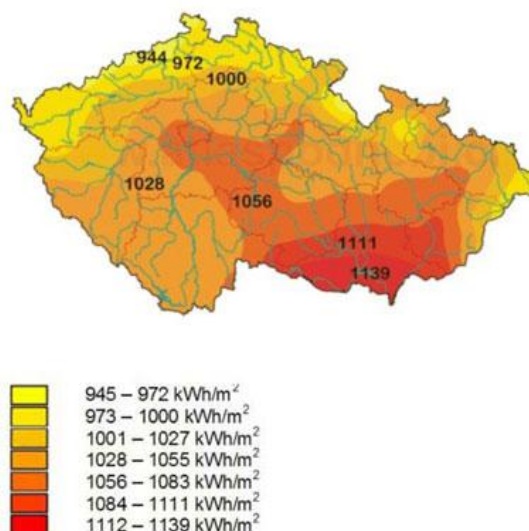 944
972
1000
1028
1056
1111
1139
945 – 972 kWh/m²
973 – 1000 kWh/m²
1001 – 1027 kWh/m²
1028 – 1055 kWh/m²
1056 – 1083 kWh/m²
1084 – 1111 kWh/m²
1112 – 1139 kWh/m²